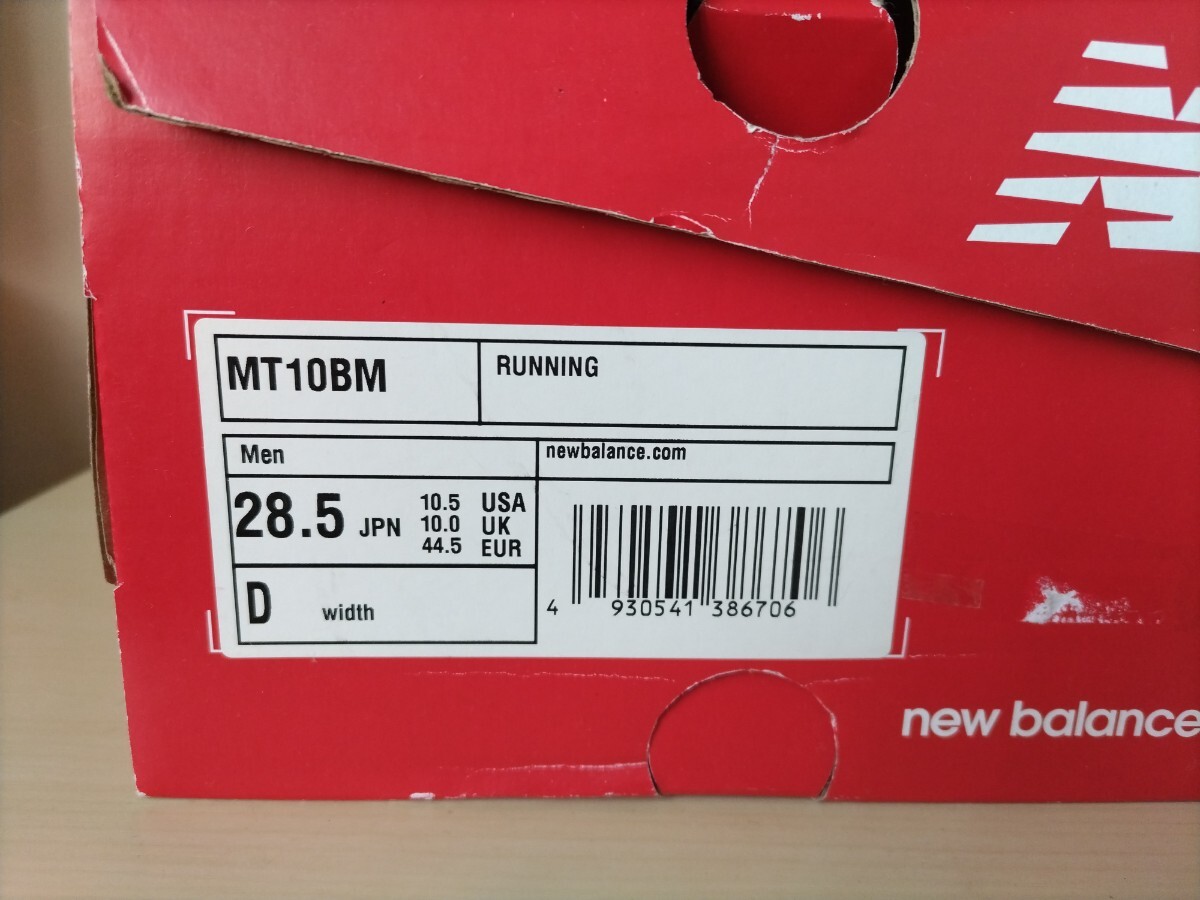 MT10BM
RUNNING
Men
newbalance.com
28.5 JPN
10.5 USA
10.0 UK
44.5 EUR
D width
4 930541 386706
new balance